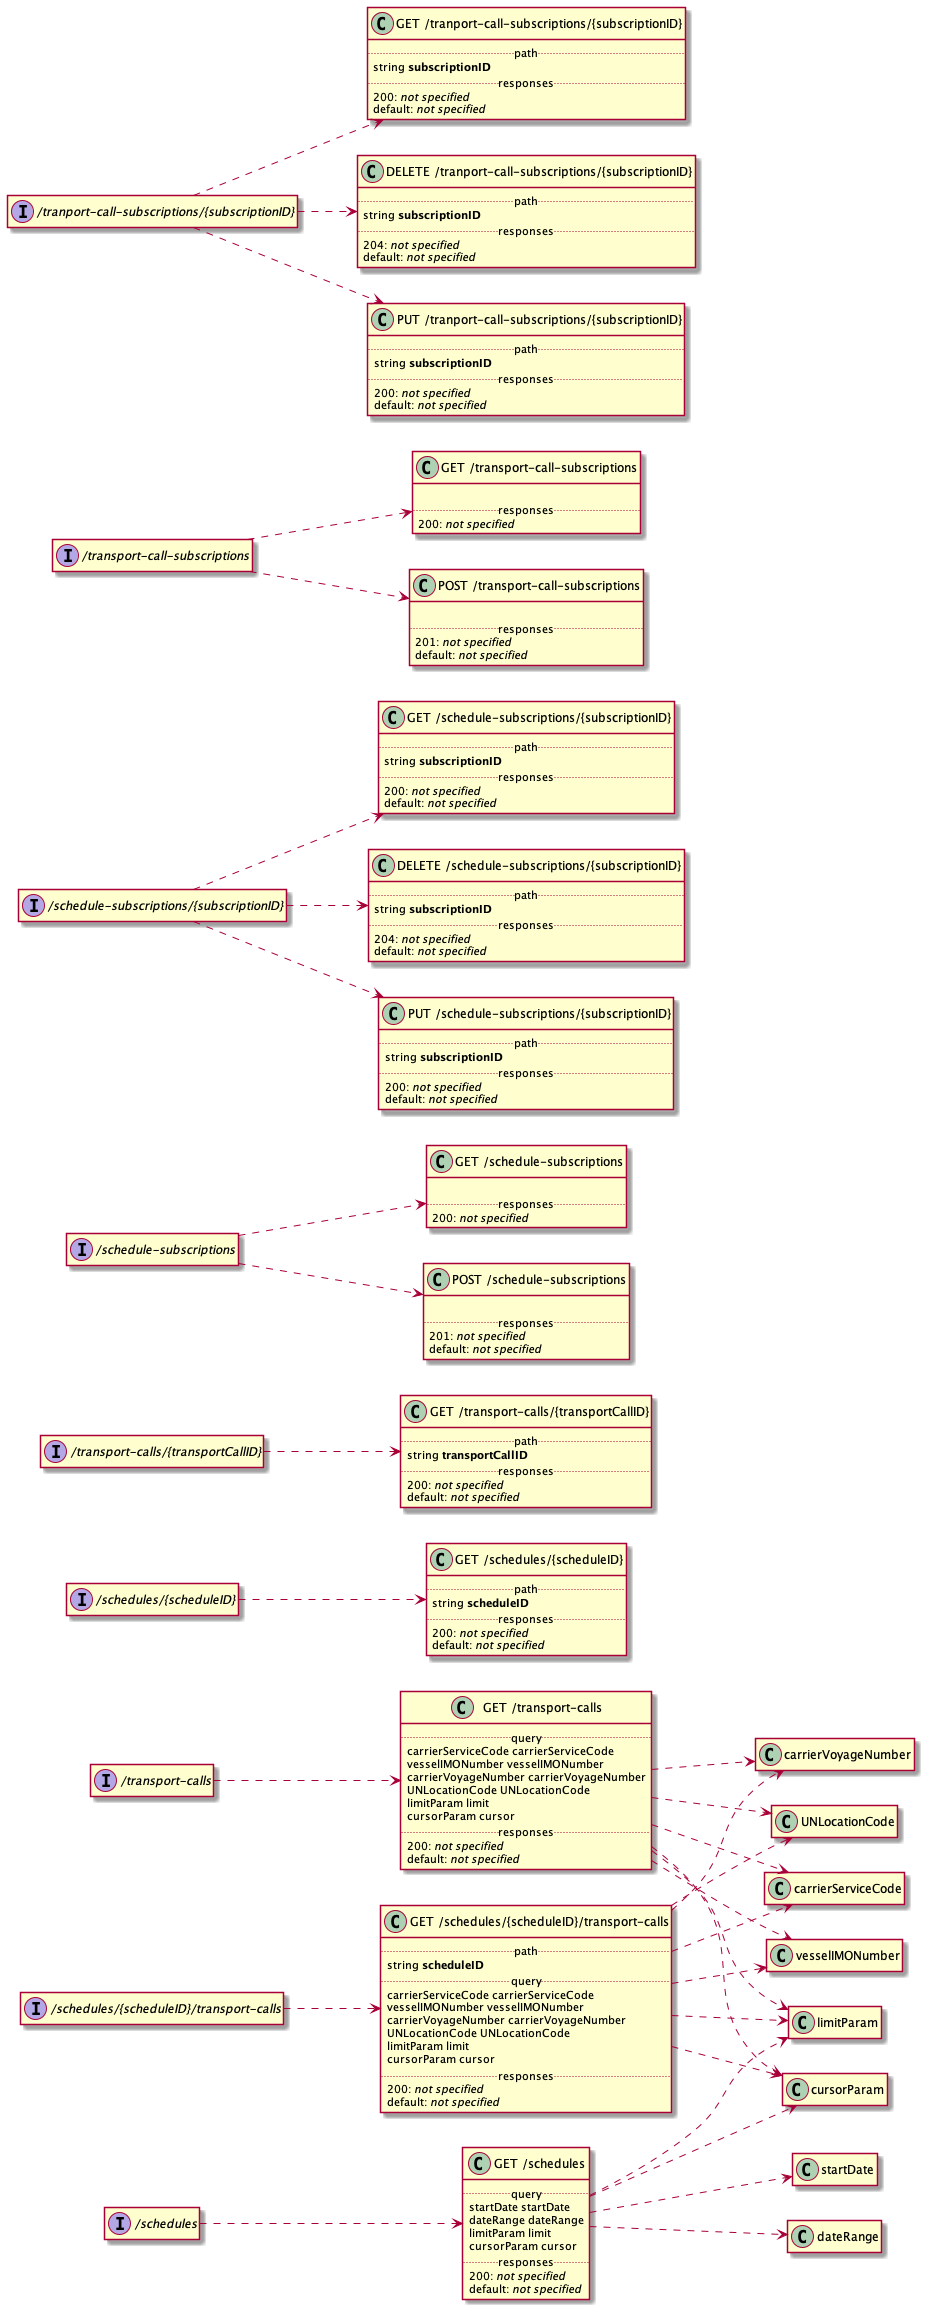 C GET /tranport-call-subscriptions/{subscriptionID}
path
string subscriptionID
responses
200: not specified
default: not specified
C DELETE /tranport-call-subscriptions/{subscriptionID}
path
string subscriptionID
responses
204: not specified
default: not specified
I /tranport-call-subscriptions/{subscriptionID}
C PUT /tranport-call-subscriptions/{subscriptionID}
path
string subscriptionID
responses
200: not specified
default: not specified
C GET /transport-call-subscriptions
responses
200: not specified
I /transport-call-subscriptions
C POST /transport-call-subscriptions
responses
201: not specified
default: not specified
C GET /schedule-subscriptions/{subscriptionID}
path
string subscriptionID
responses
200: not specified
default: not specified
C DELETE /schedule-subscriptions/{subscriptionID}
path
string subscriptionID
responses
204: not specified
default: not specified
I /schedule-subscriptions/{subscriptionID}
C PUT /schedule-subscriptions/{subscriptionID}
path
string subscriptionID
responses
200: not specified
default: not specified
C GET /schedule-subscriptions
responses
200: not specified
I /schedule-subscriptions
C POST /schedule-subscriptions
responses
201: not specified
default: not specified
I /transport-calls/{transportCallID}
C GET /transport-calls/{transportCallID}
path
string transportCallID
responses
200: not specified
default: not specified
I /schedules/{scheduleID}
C GET /schedules/{scheduleID}
path
string scheduleID
responses
200: not specified
default: not specified
I /transport-calls
C GET /transport-calls
query
carrierServiceCode carrierServiceCode
vesselIMONumber vesselIMONumber
carrierVoyageNumber carrierVoyageNumber
UNLocationCode UNLocationCode
limitParam limit
cursorParam cursor
responses
200: not specified
default: not specified
C carrierVoyageNumber
C UNLocationCode
C carrierServiceCode
C vesselIMONumber
C limitParam
C cursorParam
I /schedules/{scheduleID}/transport-calls
C GET /schedules/{scheduleID}/transport-calls
path
string scheduleID
query
carrierServiceCode carrierServiceCode
vesselIMONumber vesselIMONumber
carrierVoyageNumber carrierVoyageNumber
UNLocationCode UNLocationCode
limitParam limit
cursorParam cursor
responses
200: not specified
default: not specified
I /schedules
C GET /schedules
query
startDate startDate
dateRange dateRange
limitParam limit
cursorParam cursor
responses
200: not specified
default: not specified
C startDate
C dateRange